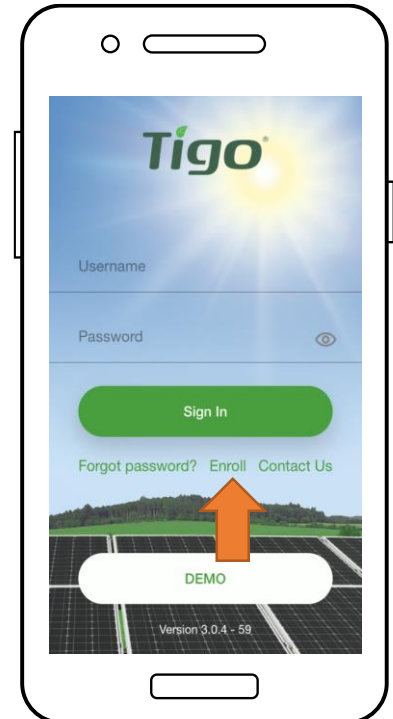 Tigo®
Username
Password
Sign In
Forgot password? Enroll Contact Us
DEMO
Version 3.0.4 - 59